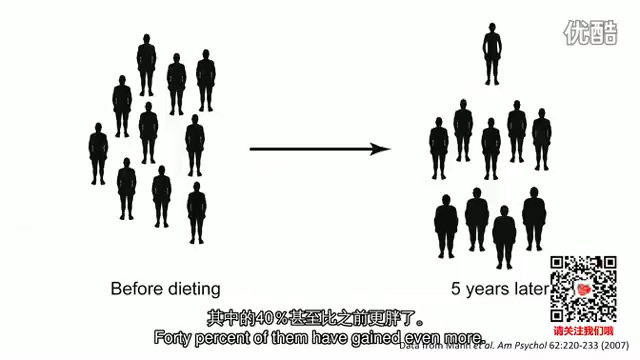 优酷
Before dieting
5 years later
请关注我们哦
其中的40%甚至比之前更胖了。
Forty percent of them have gained even more.
Data from Mann et al. Am Psychol 62:220-233 (2007)